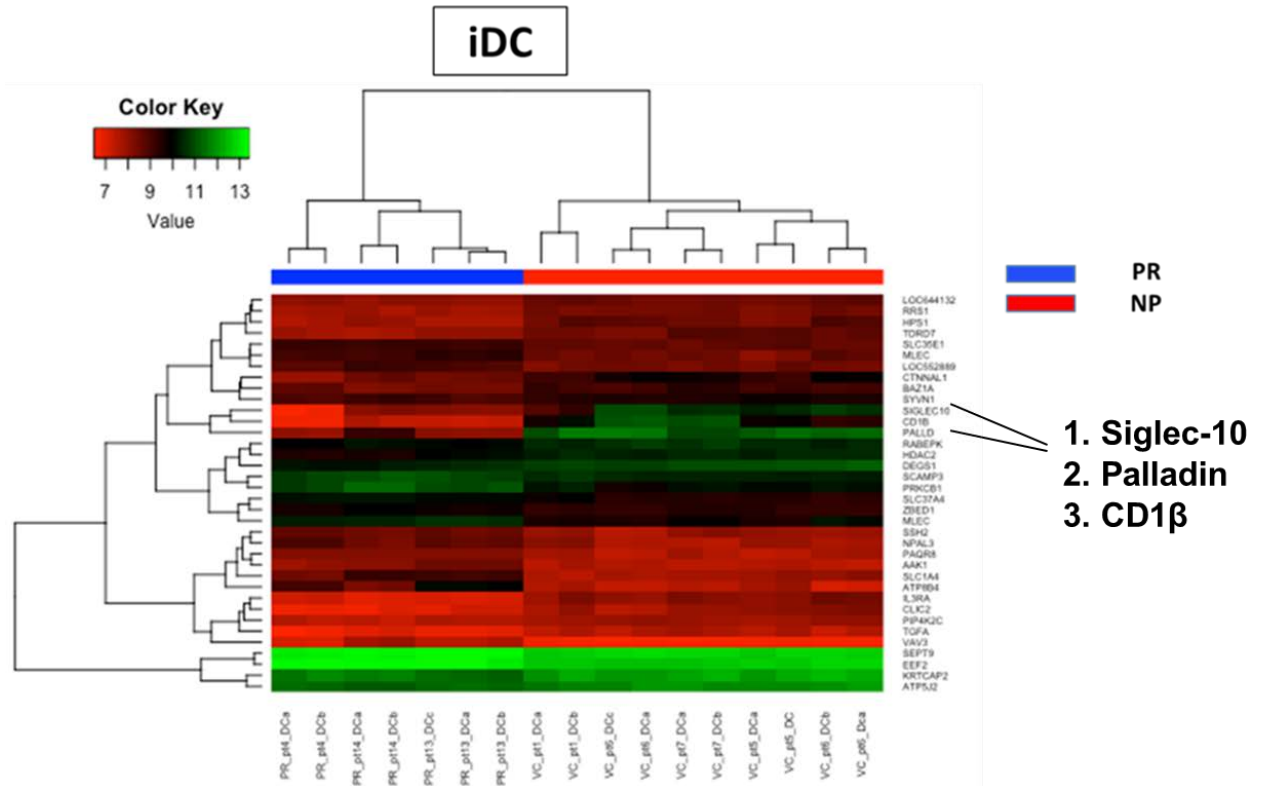 iDC
Color Key
7 9 11 13
Value
PR
NP
LOC644132
RRS1
HPS1
TDRD7
SLC35E1
MLEC
LOC552889
CTNNAL1
BAZ1A
SYVN1
SIGLEC10
CD1B
PALLD
RABEPK
HDAC2
DEGS1
SCAMP3
PRKCB1
SLC37A4
ZBED1
MLEC
SSH2
NPAL3
PAQR8
AAK1
SLC1A4
ATP8B4
IL3RA
CLIC2
PIP4K2C
TGFA
VAV3
SEPT9
EEF2
KRTCAP2
ATP5J2
1. Siglec-10
2. Palladin
3. CD1β
PR_pt4_DCa
PR_pt4_DCb
PR_pt14_DCa
PR_pt14_DCb
PR_pt13_DCc
PR_pt13_DCa
PR_pt13_DCb
VC_pt1_DCa
VC_pt1_DCb
VC_pt6_DCc
VC_pt6_DCa
VC_pt7_DCa
VC_pt7_DCb
VC_pt5_DCa
VC_pt5_DC
VC_pt6_DCb
VC_pt6_Dca